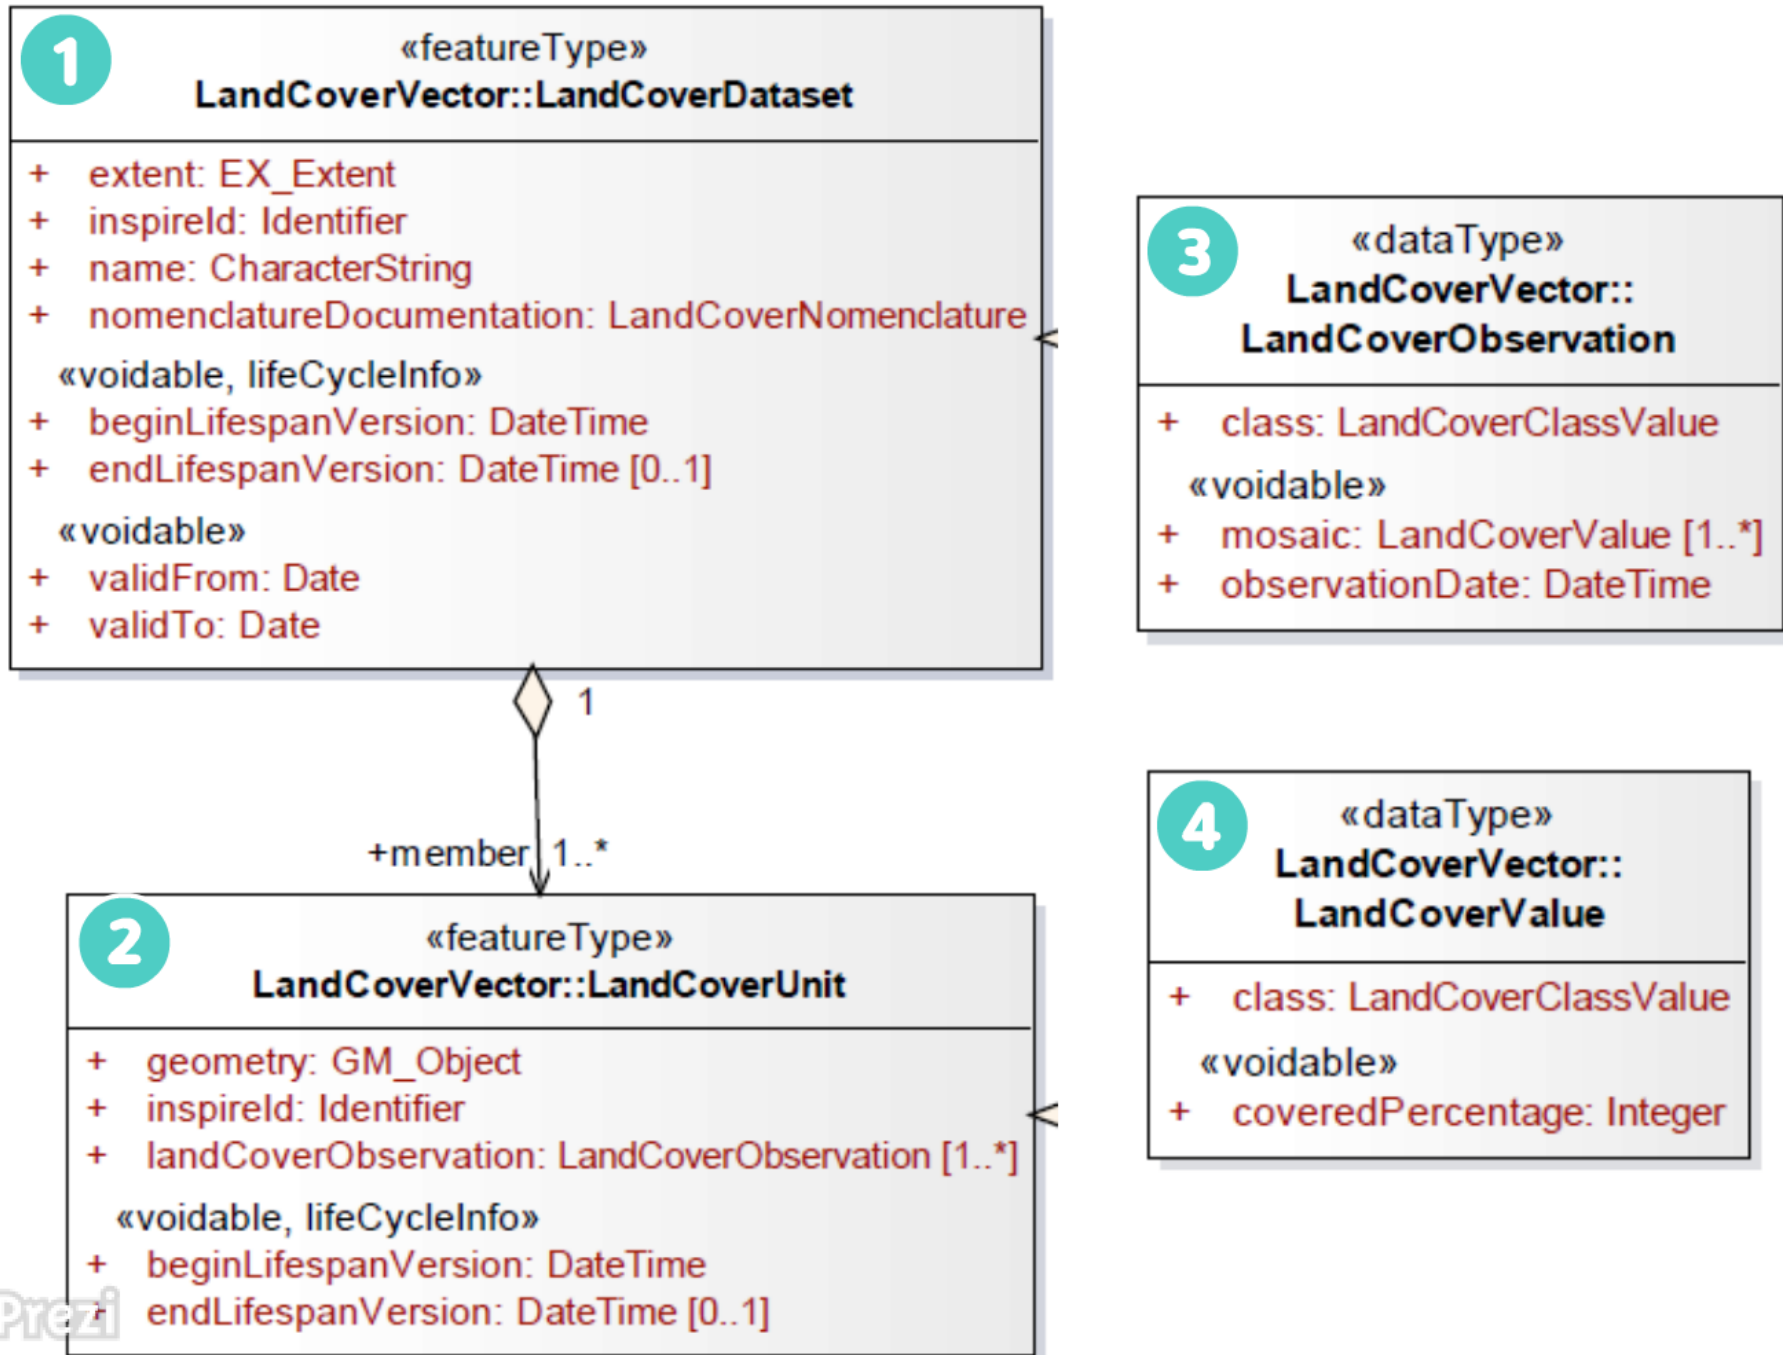 1
«featureType»
LandCoverVector::LandCoverDataset
+ extent: EX_Extent
+ inspireId: Identifier
+ name: CharacterString
+ nomenclatureDocumentation: LandCoverNomenclature
«voidable, lifeCycleInfo»
+ beginLifespanVersion: DateTime
+ endLifespanVersion: DateTime [0..1]
«voidable»
+ validFrom: Date
+ validTo: Date
1
+member 1..*
2
«featureType»
LandCoverVector::LandCoverUnit
+ geometry: GM_Object
+ inspireId: Identifier
+ landCoverObservation: LandCoverObservation [1..*]
«voidable, lifeCycleInfo»
+ beginLifespanVersion: DateTime
+ endLifespanVersion: DateTime [0..1]
Prezi
3
«dataType»
LandCoverVector::
LandCoverObservation
+ class: LandCoverClassValue
«voidable»
+ mosaic: LandCoverValue [1..*]
+ observationDate: DateTime
4
«dataType»
LandCoverVector::
LandCoverValue
+ class: LandCoverClassValue
«voidable»
+ coveredPercentage: Integer